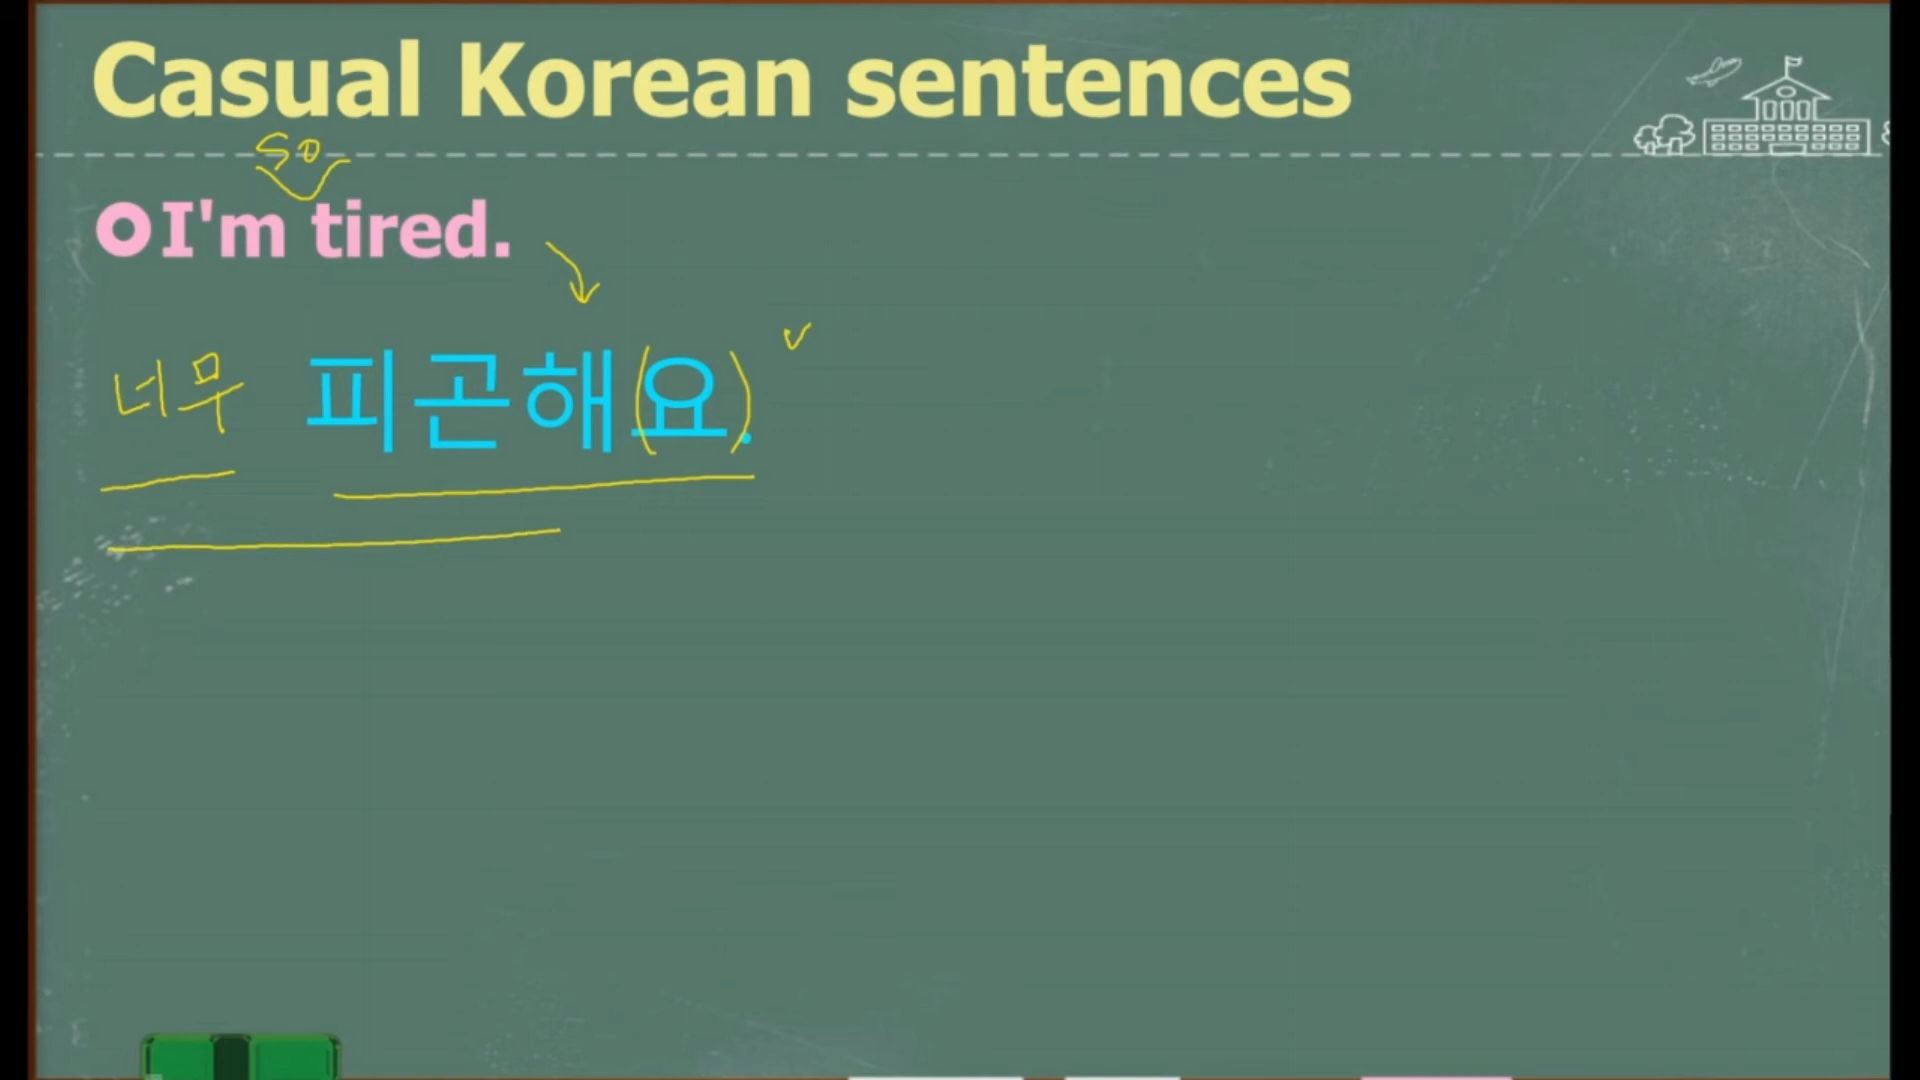 Casual Korean sentences
so
I'm tired.
너무 피곤해(요).